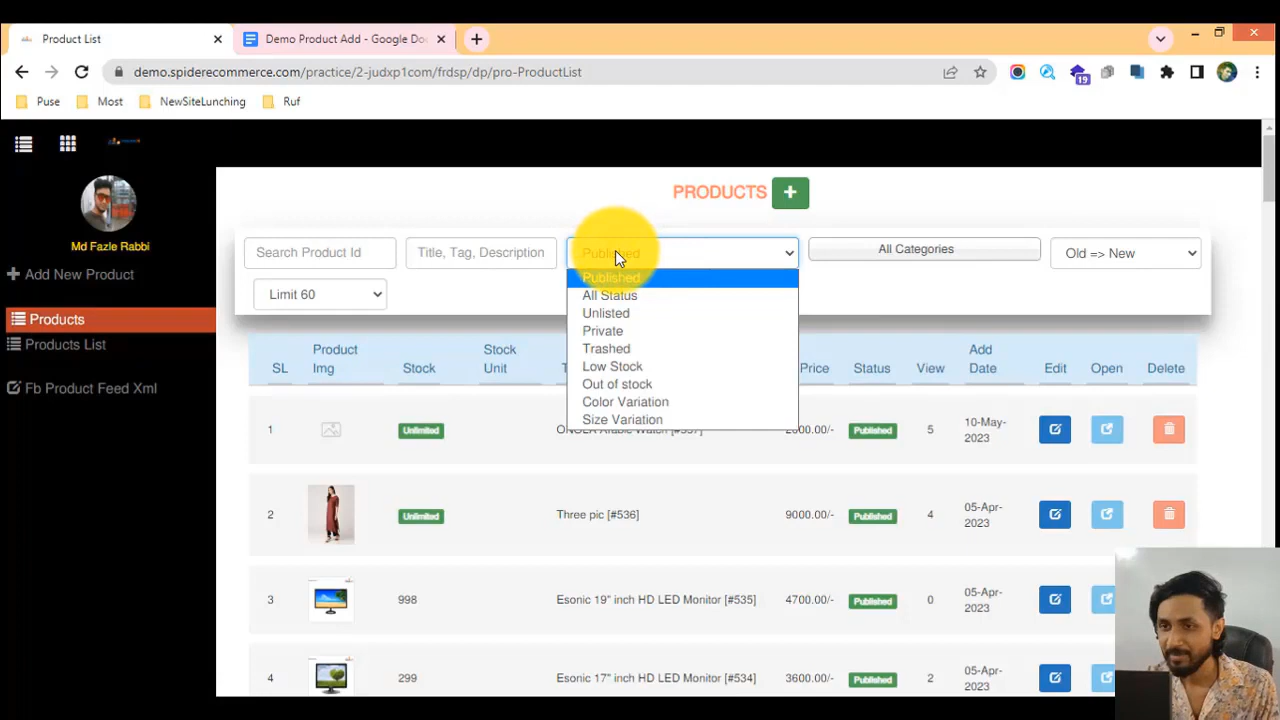 Product List
Demo Product Add - Google Doc
demo.spiderecommerce.com/practice/2-judxp1com/frdsp/dp/pro-ProductList
19
Puse
Most
NewSiteLunching
Ruf
Md Fazle Rabbi
Add New Product
Products
Products List
Fb Product Feed Xml
PRODUCTS
Search Product Id
Title, Tag, Description
Published
All Categories
Old => New
Limit 60
Published
All Status
Unlisted
Private
Trashed
Low Stock
Out of stock
Color Variation
Size Variation
SL
Product Img
Stock
Stock Unit
Price
Status
View
Add Date
Edit
Open
Delete
1 Unlimited Published 5 10-May-2023
2 Unlimited Three pic [#536] 9000.00/- Published 4 05-Apr-2023
3 998 Esonic 19" inch HD LED Monitor [#535] 4700.00/- Published 0 05-Apr-2023
4 299 Esonic 17" inch HD LED Monitor [#534] 3600.00/- Published 2 05-Apr-2023